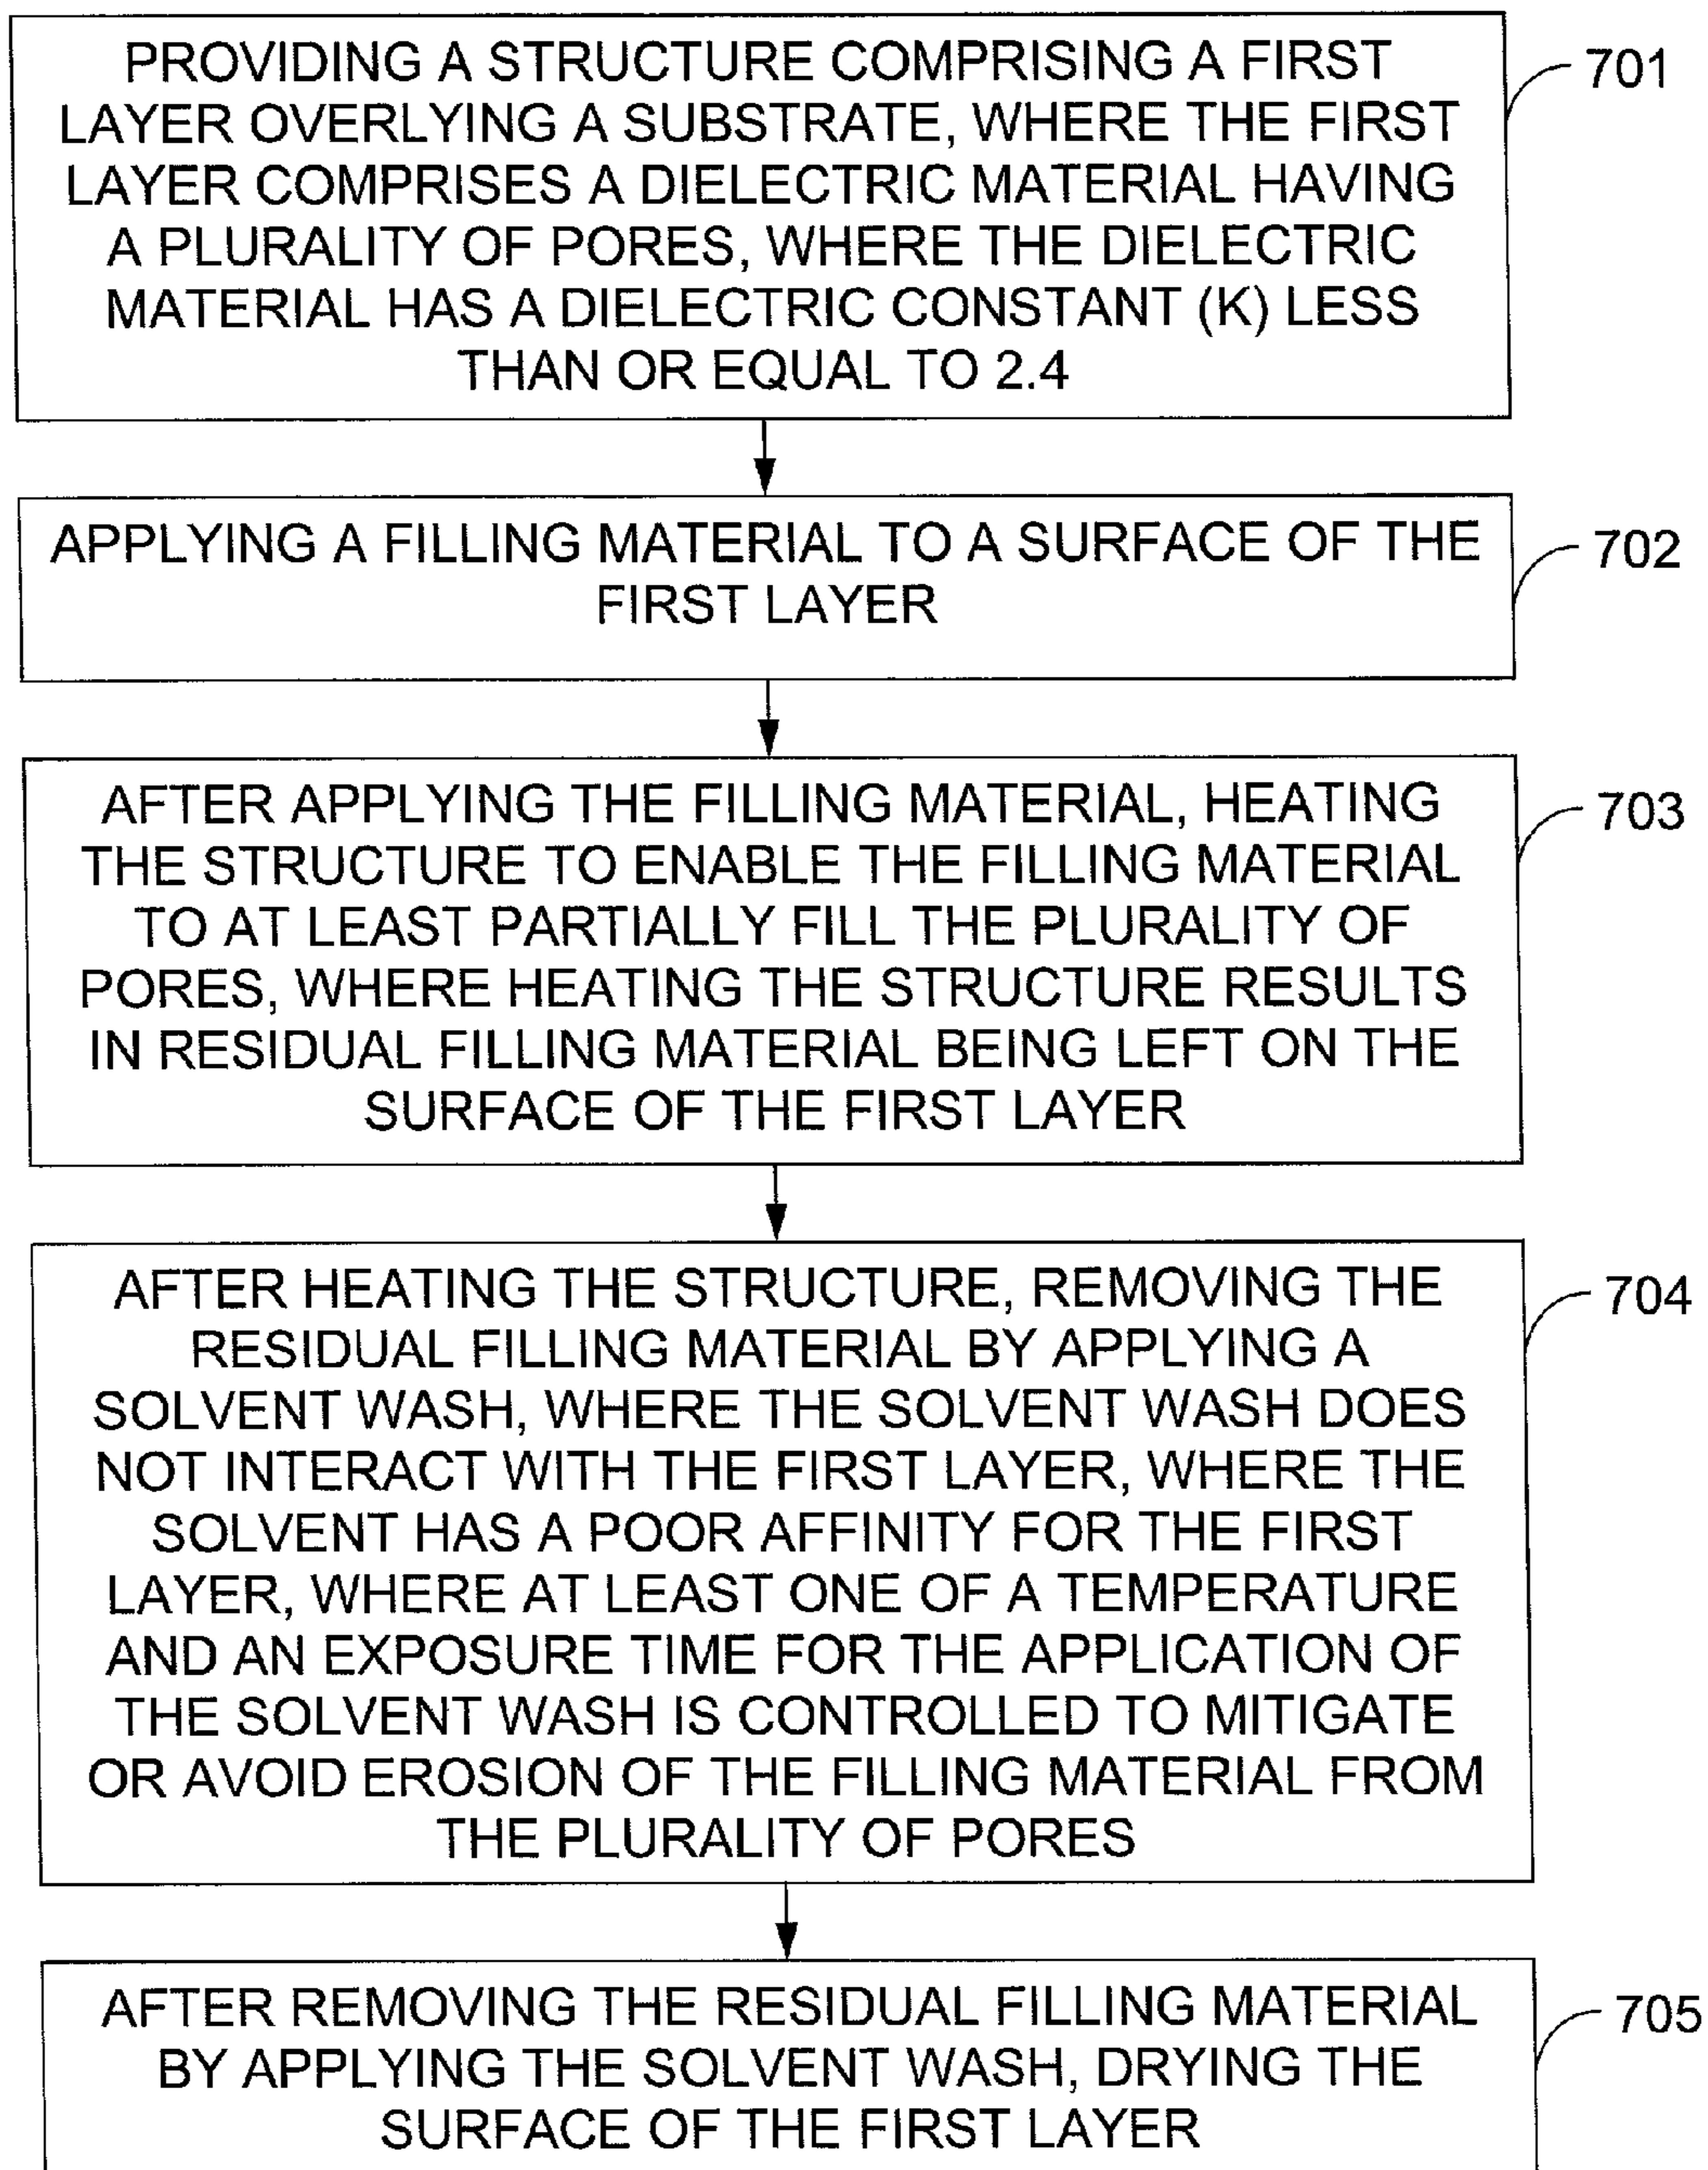 PROVIDING A STRUCTURE COMPRISING A FIRST
LAYER OVERLYING A SUBSTRATE, WHERE THE FIRST
LAYER COMPRISES A DIELECTRIC MATERIAL HAVING
A PLURALITY OF PORES, WHERE THE DIELECTRIC
MATERIAL HAS A DIELECTRIC CONSTANT (K) LESS
THAN OR EQUAL TO 2.4
701
APPLYING A FILLING MATERIAL TO A SURFACE OF THE
FIRST LAYER
702
AFTER APPLYING THE FILLING MATERIAL, HEATING
THE STRUCTURE TO ENABLE THE FILLING MATERIAL
TO AT LEAST PARTIALLY FILL THE PLURALITY OF
PORES, WHERE HEATING THE STRUCTURE RESULTS
IN RESIDUAL FILLING MATERIAL BEING LEFT ON THE
SURFACE OF THE FIRST LAYER
703
AFTER HEATING THE STRUCTURE, REMOVING THE
RESIDUAL FILLING MATERIAL BY APPLYING A
SOLVENT WASH, WHERE THE SOLVENT WASH DOES
NOT INTERACT WITH THE FIRST LAYER, WHERE THE
SOLVENT HAS A POOR AFFINITY FOR THE FIRST
LAYER, WHERE AT LEAST ONE OF A TEMPERATURE
AND AN EXPOSURE TIME FOR THE APPLICATION OF
THE SOLVENT WASH IS CONTROLLED TO MITIGATE
OR AVOID EROSION OF THE FILLING MATERIAL FROM
THE PLURALITY OF PORES
704
AFTER REMOVING THE RESIDUAL FILLING MATERIAL
BY APPLYING THE SOLVENT WASH, DRYING THE
SURFACE OF THE FIRST LAYER
705